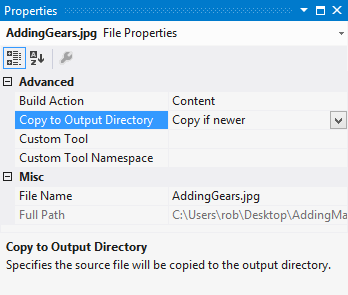 Properties
AddingGears.jpg File Properties
Advanced
Build Action Content
Copy to Output Directory Copy if newer
Custom Tool
Custom Tool Namespace
Misc
File Name AddingGears.jpg
Full Path C:\Users\rob\Desktop\AddingMa
Copy to Output Directory
Specifies the source file will be copied to the output directory.